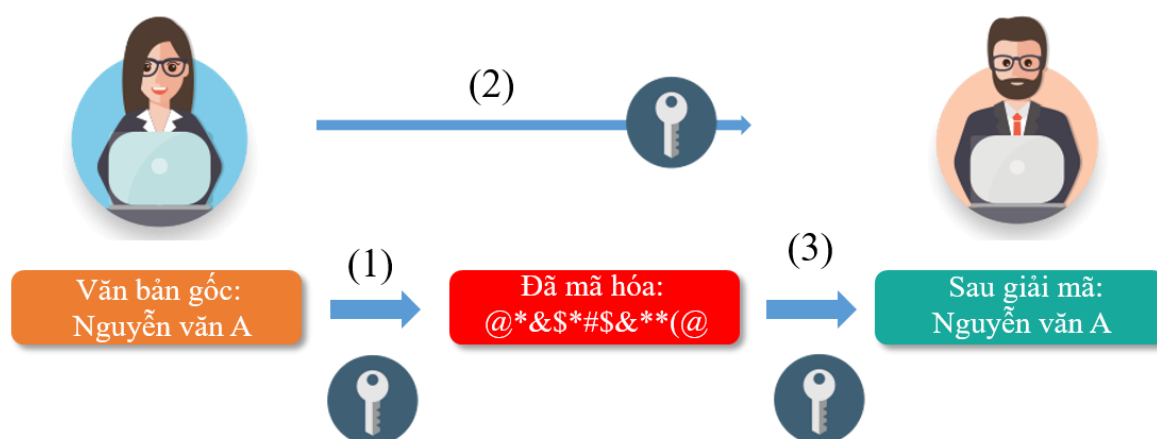 (2)
(1)
(3)
Văn bản gốc:
Nguyễn văn A
Đã mã hóa:
@*&$*#$&**(@
Sau giải mã:
Nguyễn văn A